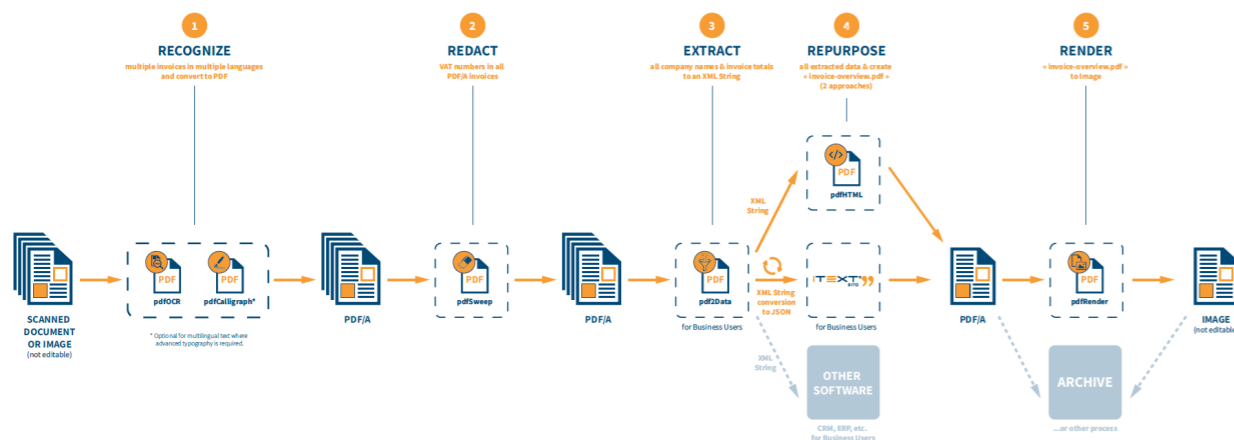 1
RECOGNIZE
multiple invoices in multiple languages
and convert to PDF
2
REDACT
VAT numbers in all
PDF/A invoices
3
EXTRACT
all company names & invoice totals
to an XML String
4
REPURPOSE
all extracted data & create
« invoice-overview.pdf »
(2 approaches)
5
RENDER
« invoice-overview.pdf »
to Image
</>
PDF
pdfHTML
XML
String
SCANNED
DOCUMENT
OR IMAGE
(not editable)
PDF
pdfOCR
PDF
pdfCalligraph*
* Optional for multilingual text where
advanced typography is required.
PDF/A
PDF
pdfSweep
PDF/A
PDF
pdf2Data
for Business Users
XML String
conversion
to JSON
ITEXT
DITO
for Business Users
PDF/A
PDF
pdfRender
IMAGE
(not editable)
XML
String
OTHER
SOFTWARE
CRM, ERP, etc.
for Business Users
ARCHIVE
...or other process